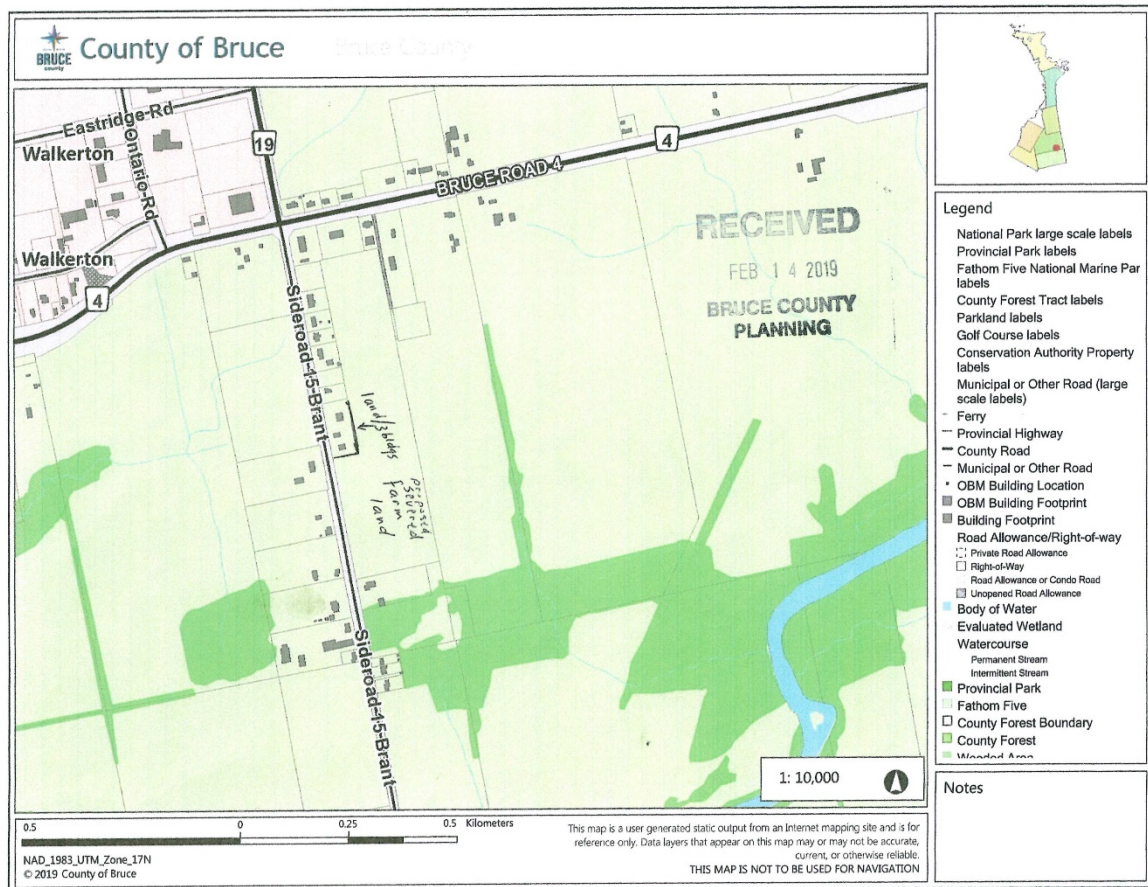 BRUCE
county
County of Bruce
Bruce County
Eastridge-Rd
Walkerton
Ontario-Rd
19
4
BRUCE ROAD 4
Walkerton
4
RECEIVED
FEB 14 2019
BRUCE COUNTY
PLANNING
Sideroad-15-Brant
land/3 bldgs
proposed
severed
farm
land
Sideroad-15-Brant
1: 10,000
Legend
National Park large scale labels
Provincial Park labels
Fathom Five National Marine Par
labels
County Forest Tract labels
Parkland labels
Golf Course labels
Conservation Authority Property
labels
Municipal or Other Road (large
scale labels)
Ferry
Provincial Highway
County Road
Municipal or Other Road
OBM Building Location
OBM Building Footprint
Building Footprint
Road Allowance/Right-of-way
Private Road Allowance
Right-of-Way
Road Allowance or Condo Road
Unopened Road Allowance
Body of Water
Evaluated Wetland
Watercourse
Permanent Stream
Intermittent Stream
Provincial Park
Fathom Five
County Forest Boundary
County Forest
Wooded Area
Notes
0.5 0 0.25 0.5 Kilometers
NAD_1983_UTM_Zone_17N
© 2019 County of Bruce
This map is a user generated static output from an Internet mapping site and is for
reference only. Data layers that appear on this map may or may not be accurate,
current, or otherwise reliable.
THIS MAP IS NOT TO BE USED FOR NAVIGATION